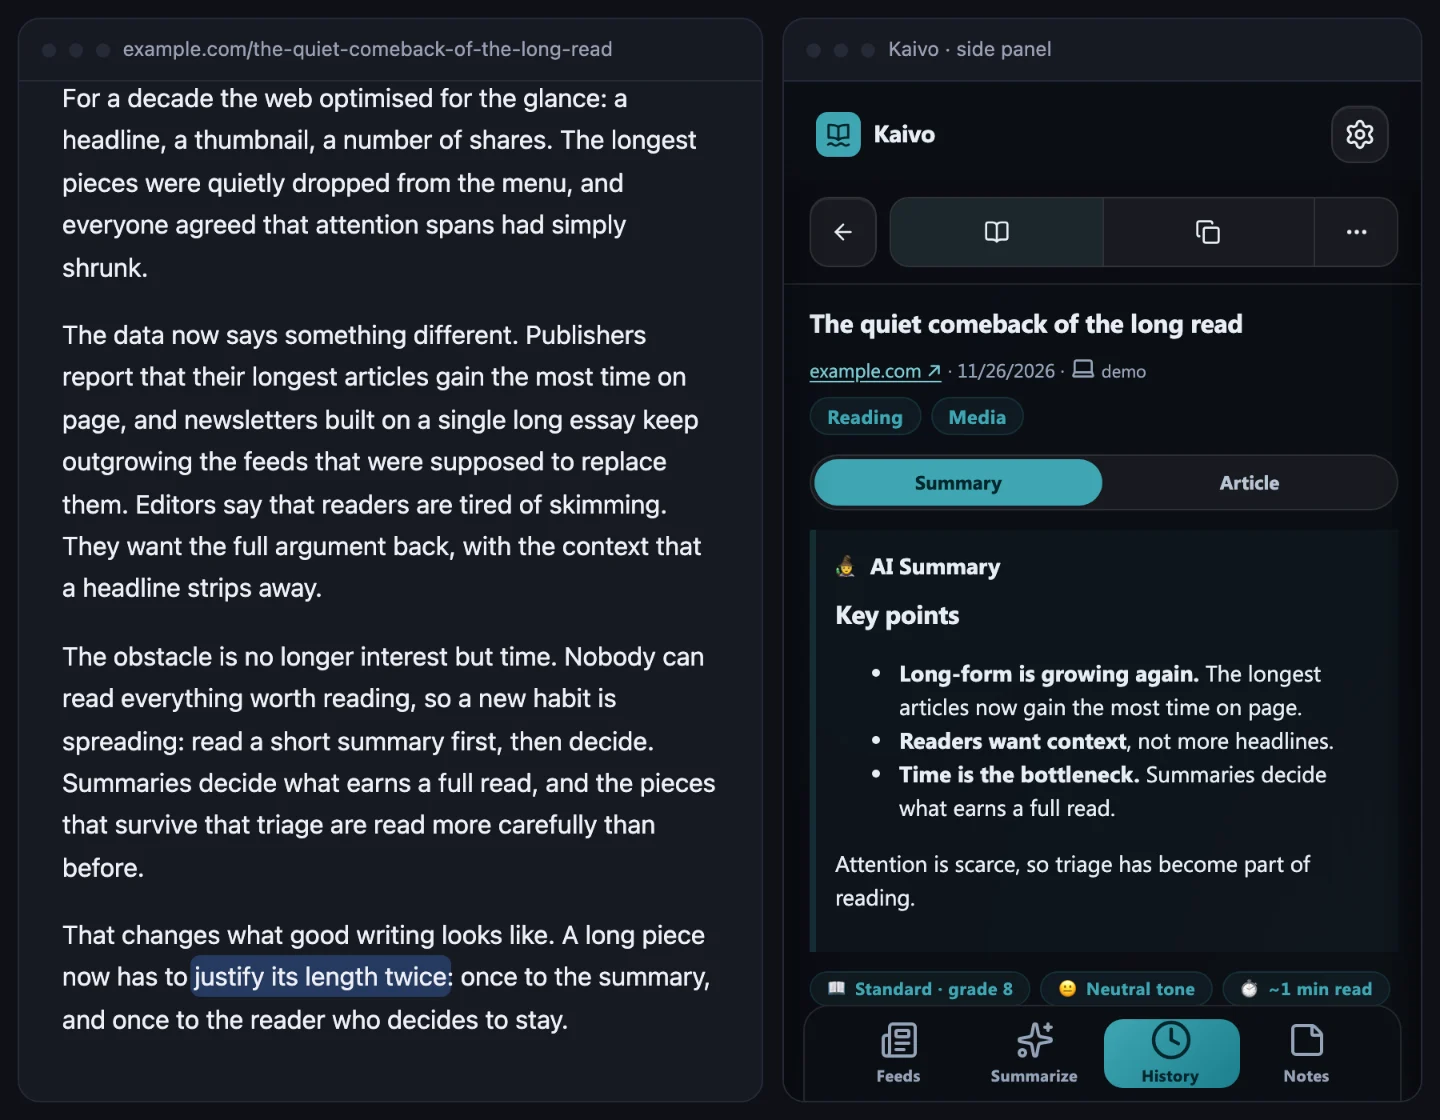 example.com/the-quiet-comeback-of-the-long-read
For a decade the web optimised for the glance: a
headline, a thumbnail, a number of shares. The longest
pieces were quietly dropped from the menu, and
everyone agreed that attention spans had simply
shrunk.
The data now says something different. Publishers
report that their longest articles gain the most time on
page, and newsletters built on a single long essay keep
outgrowing the feeds that were supposed to replace
them. Editors say that readers are tired of skimming.
They want the full argument back, with the context that
a headline strips away.
The obstacle is no longer interest but time. Nobody can
read everything worth reading, so a new habit is
spreading: read a short summary first, then decide.
Summaries decide what earns a full read, and the pieces
that survive that triage are read more carefully than
before.
That changes what good writing looks like. A long piece
now has to justify its length twice: once to the summary,
and once to the reader who decides to stay.
Kaivo · side panel
Kaivo
The quiet comeback of the long read
example.com ↗ · 11/26/2026 · demo
Reading Media
Summary Article
AI Summary
Key points
• Long-form is growing again. The longest
articles now gain the most time on page.
• Readers want context, not more headlines.
• Time is the bottleneck. Summaries decide
what earns a full read.
Attention is scarce, so triage has become part of
reading.
Standard · grade 8 Neutral tone ~1 min read
Feeds Summarize History Notes